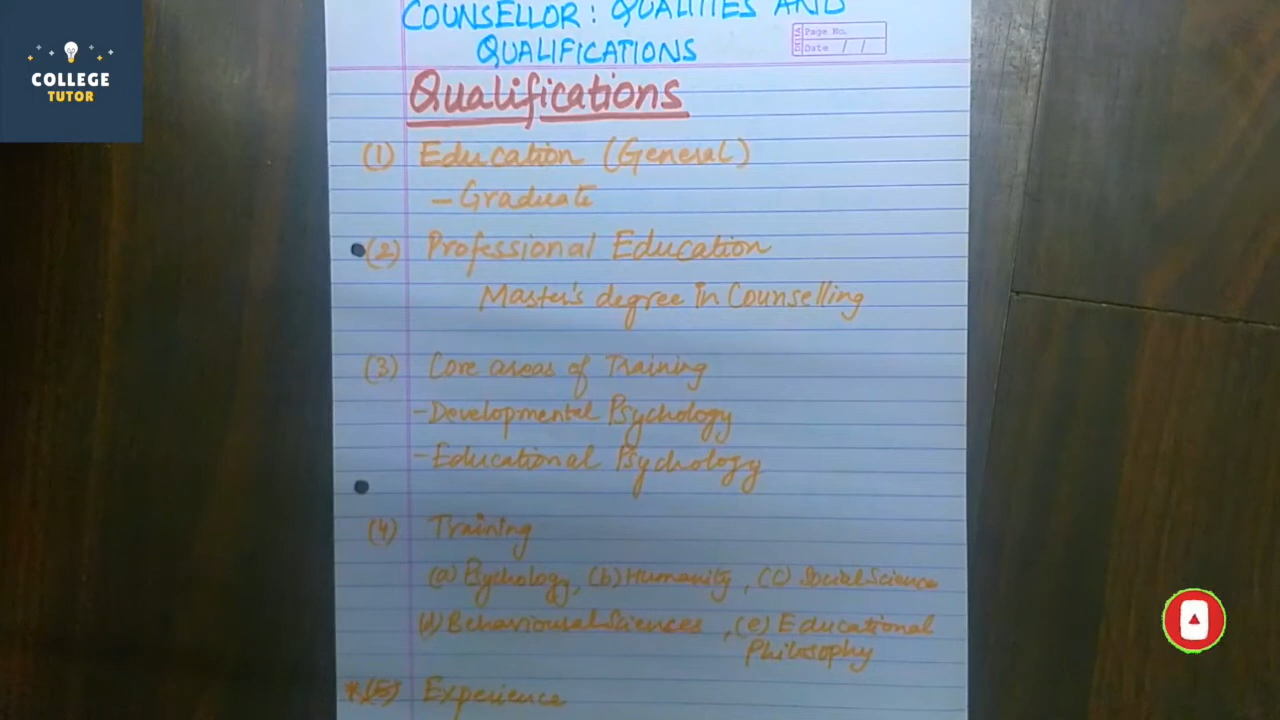 COLLEGE
TUTOR
COUNSELLOR: QUALITIES AND
QUALIFICATIONS
Page No.
Date / /
Qualifications
(1) Education (General)
- Graduate
(2) Professional Education
Master's degree in Counselling
(3) Core areas of Training
- Developmental Psychology
- Educational Psychology
(4) Training
(a) Psychology, (b) Humanity, (c) Social Science
(d) Behavioural Sciences, (e) Educational
Philosophy
*(5) Experience